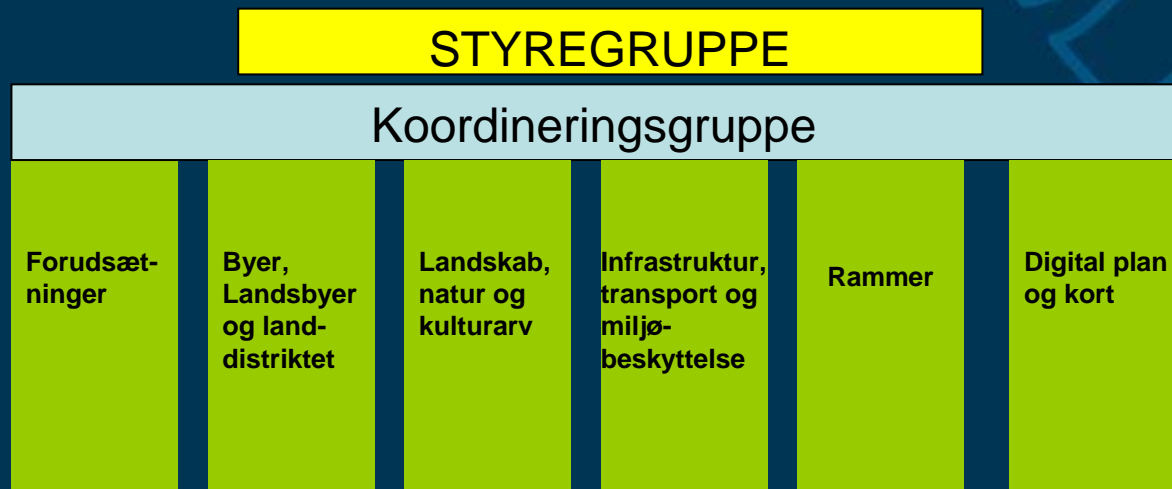 STYREGRUPPE
Koordineringsgruppe
Forudsæt-
ninger
Byer,
Landsbyer
og land-
distriktet
Landskab,
natur og
kulturarv
Infrastruktur,
transport og
miljø-
beskyttelse
Rammer
Digital plan
og kort